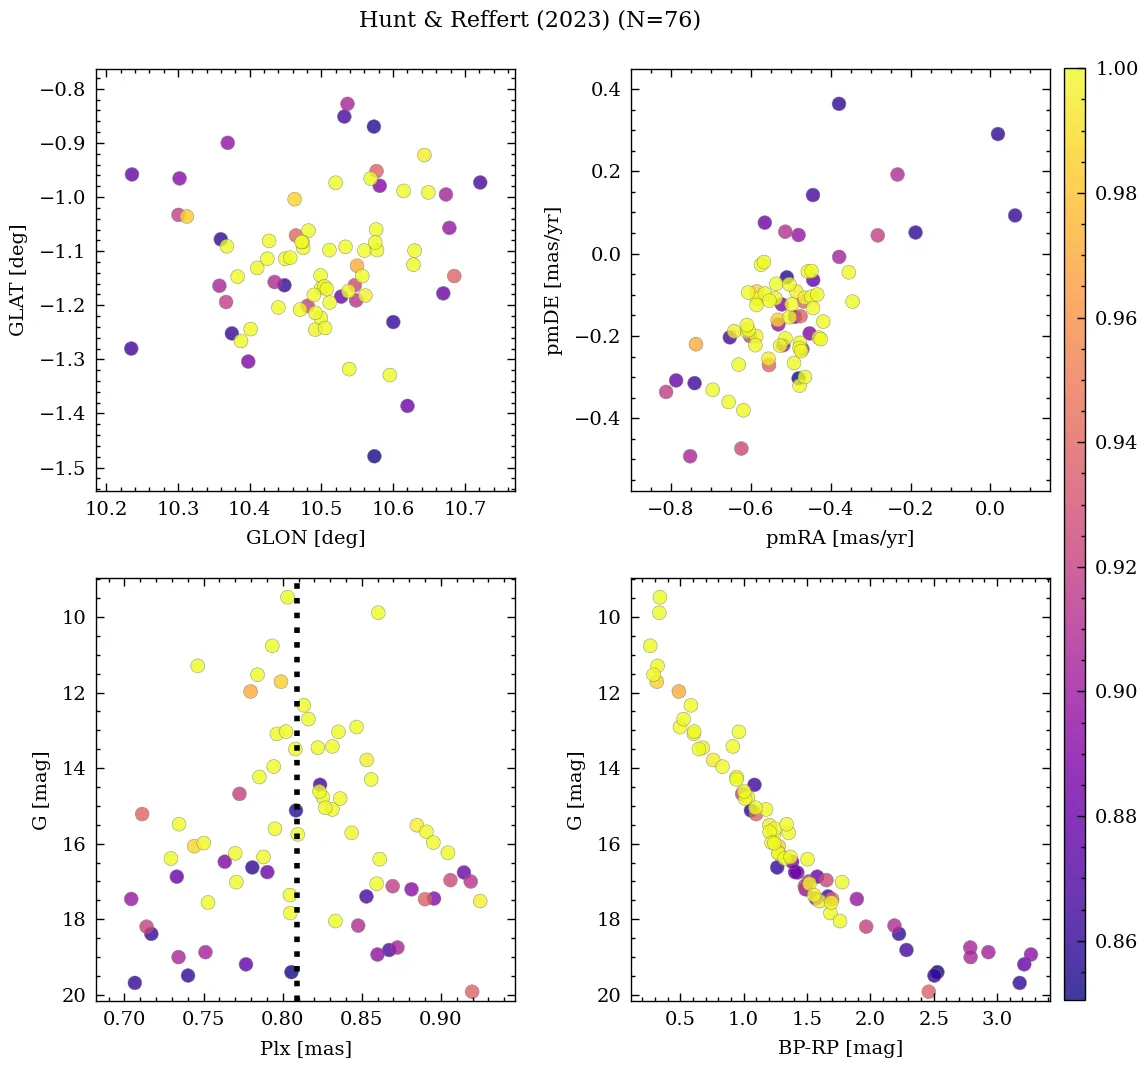 Hunt & Reffert (2023) (N=76)
−0.8
−0.9
−1.0
−1.1
−1.2
−1.3
−1.4
−1.5
GLAT [deg]
10.2 10.3 10.4 10.5 10.6 10.7
GLON [deg]
0.4
0.2
0.0
−0.2
−0.4
pmDE [mas/yr]
−0.8 −0.6 −0.4 −0.2 0.0
pmRA [mas/yr]
10
12
14
16
18
20
G [mag]
0.70 0.75 0.80 0.85 0.90
Plx [mas]
10
12
14
16
18
20
G [mag]
0.5 1.0 1.5 2.0 2.5 3.0
BP-RP [mag]
1.00
0.98
0.96
0.94
0.92
0.90
0.88
0.86